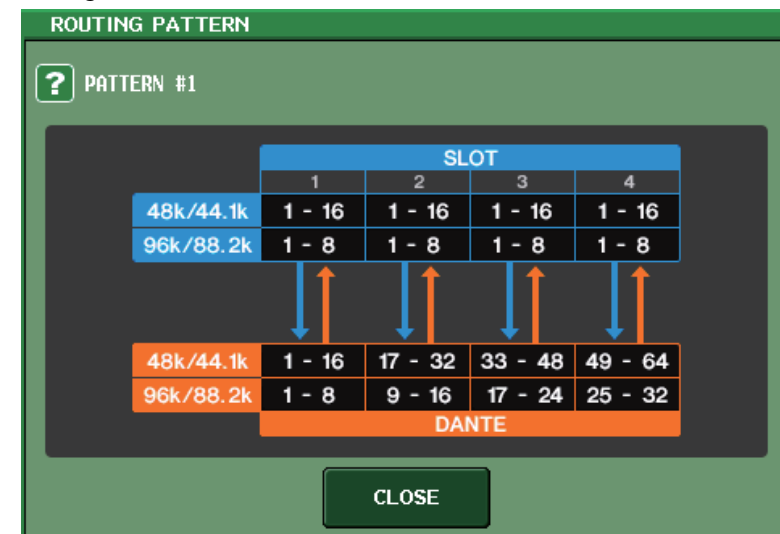 ROUTING PATTERN
? PATTERN #1
SLOT
1 2 3 4
48k/44.1k 1 - 16 1 - 16 1 - 16 1 - 16
96k/88.2k 1 - 8 1 - 8 1 - 8 1 - 8
48k/44.1k 1 - 16 17 - 32 33 - 48 49 - 64
96k/88.2k 1 - 8 9 - 16 17 - 24 25 - 32
DANTE
CLOSE